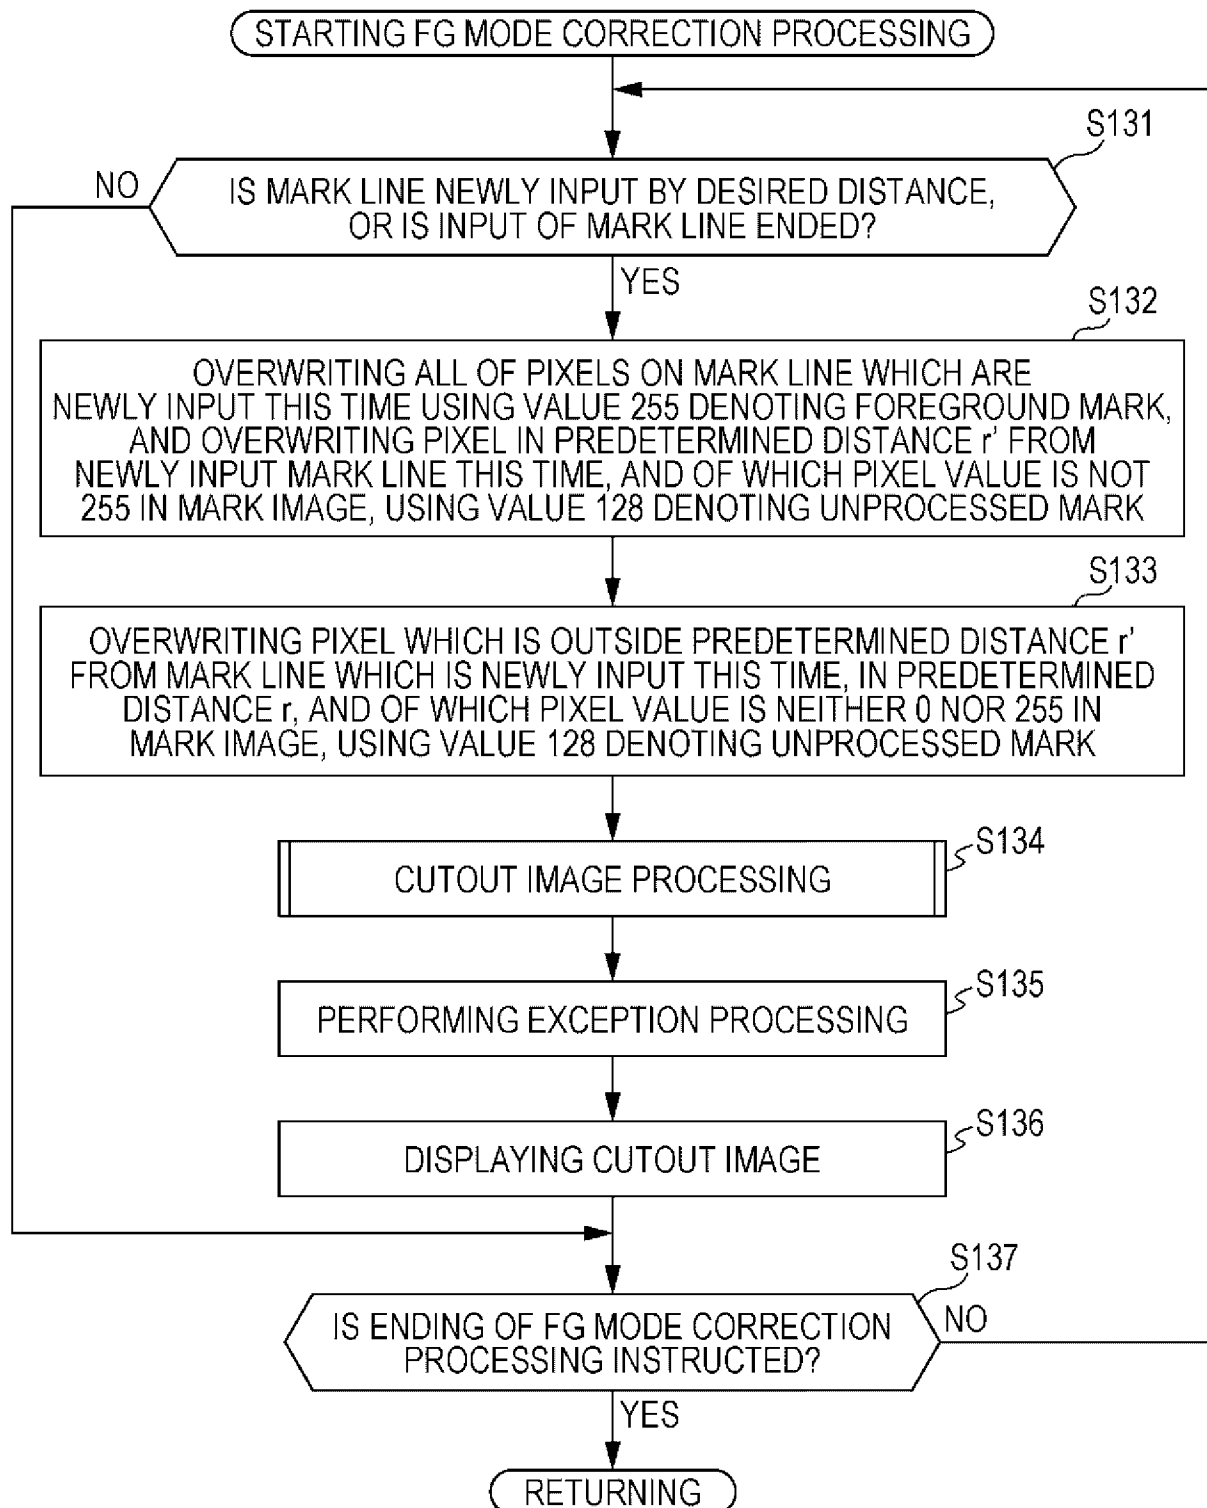 STARTING FG MODE CORRECTION PROCESSING
S131
NO
IS MARK LINE NEWLY INPUT BY DESIRED DISTANCE,
OR IS INPUT OF MARK LINE ENDED?
YES
S132
OVERWRITING ALL OF PIXELS ON MARK LINE WHICH ARE
NEWLY INPUT THIS TIME USING VALUE 255 DENOTING FOREGROUND MARK,
AND OVERWRITING PIXEL IN PREDETERMINED DISTANCE r' FROM
NEWLY INPUT MARK LINE THIS TIME, AND OF WHICH PIXEL VALUE IS NOT
255 IN MARK IMAGE, USING VALUE 128 DENOTING UNPROCESSED MARK
S133
OVERWRITING PIXEL WHICH IS OUTSIDE PREDETERMINED DISTANCE r'
FROM MARK LINE WHICH IS NEWLY INPUT THIS TIME, IN PREDETERMINED
DISTANCE r, AND OF WHICH PIXEL VALUE IS NEITHER 0 NOR 255 IN
MARK IMAGE, USING VALUE 128 DENOTING UNPROCESSED MARK
S134
CUTOUT IMAGE PROCESSING
S135
PERFORMING EXCEPTION PROCESSING
S136
DISPLAYING CUTOUT IMAGE
S137
IS ENDING OF FG MODE CORRECTION
PROCESSING INSTRUCTED?
NO
YES
RETURNING